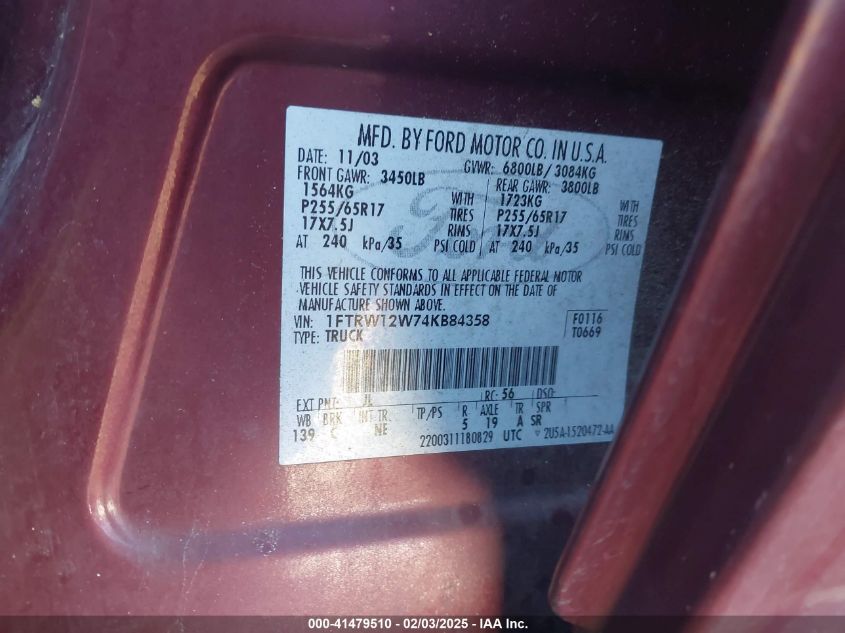 MFD. BY FORD MOTOR CO. IN U.S.A.
DATE: 11/03 GVWR: 6800LB / 3084KG
FRONT GAWR: 3450LB REAR GAWR: 3800LB
1564KG WITH 1723KG WITH
P255/65R17 TIRES P255/65R17 TIRES
17X7.5J RIMS 17X7.5J RIMS
AT 240 kPa/35 PSI COLD AT 240 kPa/35 PSI COLD
Ford
THIS VEHICLE CONFORMS TO ALL APPLICABLE FEDERAL MOTOR
VEHICLE SAFETY STANDARDS IN EFFECT ON THE DATE OF
MANUFACTURE SHOWN ABOVE.
VIN: 1FTRW12W74KB84358 F0116
TYPE: TRUCK T0669
EXT PNT: JL RC: 56 DSO:
WB BRK INT TR TP/PS R AXLE TR SPR
139 C NE 5 19 A SR
2200311180829 UTC 2U5A-1520472-AA
000-41479510 - 02/03/2025 - IAA Inc.